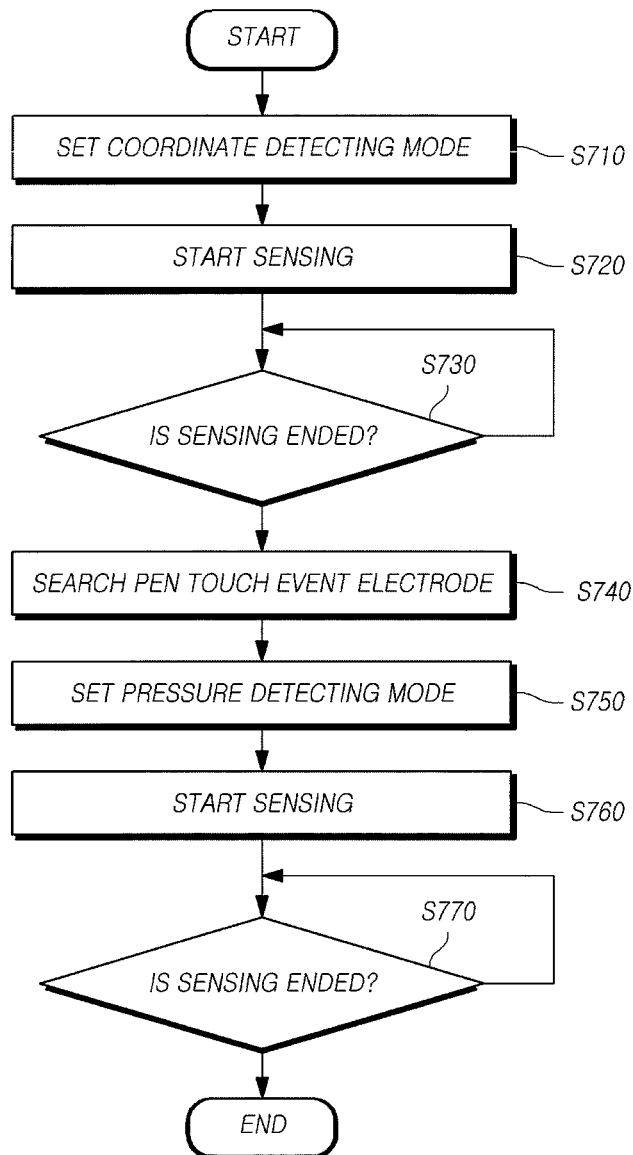 START
SET COORDINATE DETECTING MODE
S710
START SENSING
S720
S730
IS SENSING ENDED?
SEARCH PEN TOUCH EVENT ELECTRODE
S740
SET PRESSURE DETECTING MODE
S750
START SENSING
S760
S770
IS SENSING ENDED?
END